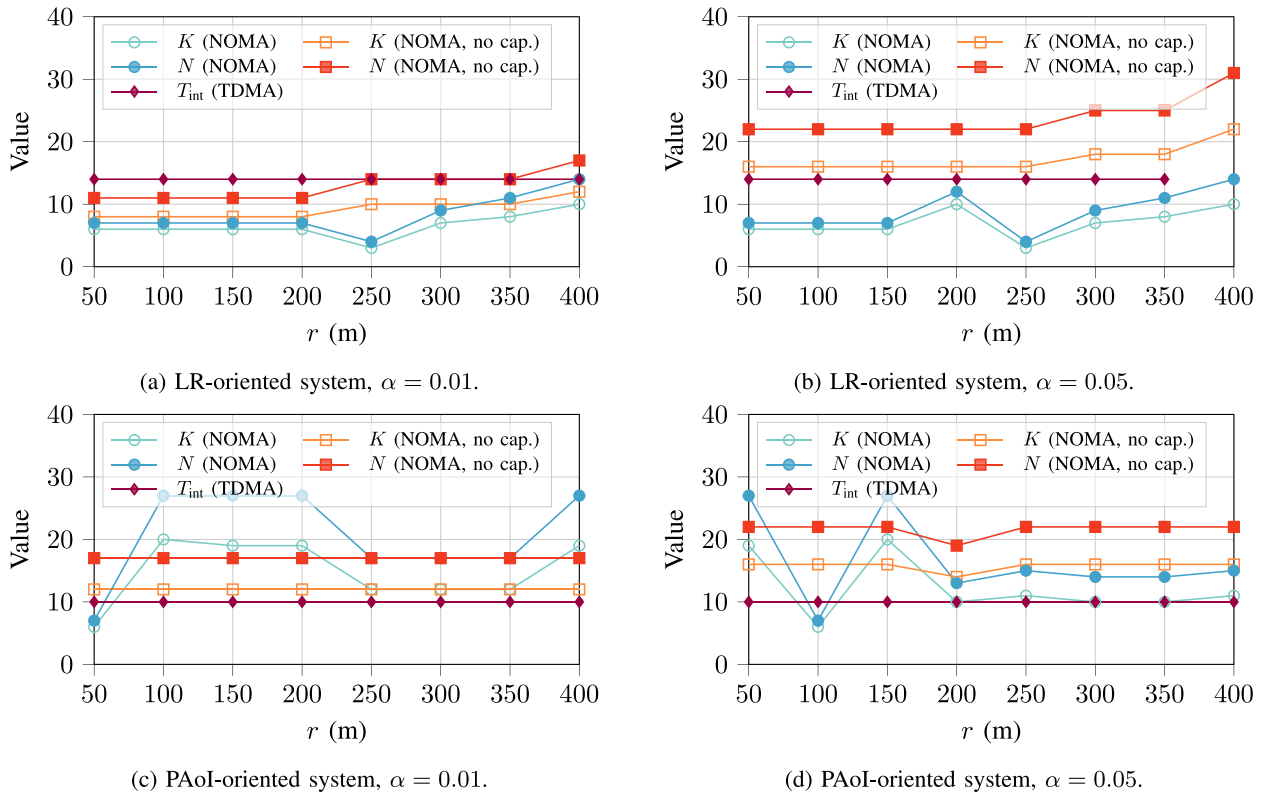 40
30
20
10
0
Value
K (NOMA)
K (NOMA, no cap.)
N (NOMA)
N (NOMA, no cap.)
T_int (TDMA)
50 100 150 200 250 300 350 400
r (m)
(a) LR-oriented system, α = 0.01.
40
30
20
10
0
Value
K (NOMA)
K (NOMA, no cap.)
N (NOMA)
N (NOMA, no cap.)
T_int (TDMA)
50 100 150 200 250 300 350 400
r (m)
(b) LR-oriented system, α = 0.05.
40
30
20
10
0
Value
K (NOMA)
K (NOMA, no cap.)
N (NOMA)
N (NOMA, no cap.)
T_int (TDMA)
50 100 150 200 250 300 350 400
r (m)
(c) PAoI-oriented system, α = 0.01.
40
30
20
10
0
Value
K (NOMA)
K (NOMA, no cap.)
N (NOMA)
N (NOMA, no cap.)
T_int (TDMA)
50 100 150 200 250 300 350 400
r (m)
(d) PAoI-oriented system, α = 0.05.